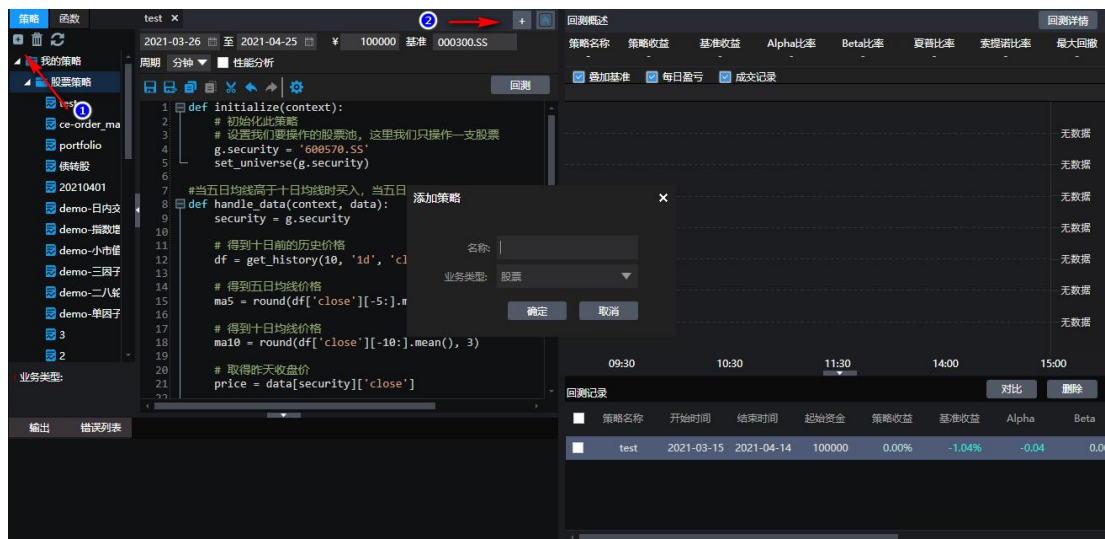 策略 函数
我的策略
股票策略
test
ce-order_ma
portfolio
债转股
20210401
demo-日内交
demo-指数增
demo-小市值
demo-三因子
demo-二八轮
demo-单因子
3
2
业务类型:
test ×
2021-03-26 至 2021-04-25 ¥ 100000 基准 000300.SS
周期 分钟 性能分析
回测
1 def initialize(context):
2 # 初始化此策略
3 # 设置我们要操作的股票池，这里我们只操作一支股票
4 g.security = '600570.SS'
5 set_universe(g.security)
6
7 #当五日均线高于十日均线时买入，当五日
8 def handle_data(context, data):
9 security = g.security
10
11 # 得到十日前的历史价格
12 df = get_history(10, '1d', 'cl
13
14 # 得到五日均线价格
15 ma5 = round(df['close'][-5:].m
16
17 # 得到十日均线价格
18 ma10 = round(df['close'][-10:].mean(), 3)
19
20 # 取得昨天收盘价
21 price = data[security]['close']
22
输出 错误列表
1
2
添加策略 ×
名称:
业务类型: 股票
确定 取消
回测概述 回测详情
策略名称 策略收益 基准收益 Alpha比率 Beta比率 夏普比率 索提诺比率 最大回撤
- - - - - - - -
叠加基准 每日盈亏 成交记录
无数据
无数据
无数据
无数据
无数据
无数据
无数据
09:30 10:30 11:30 14:00 15:00
回测记录 对比 删除
策略名称 开始时间 结束时间 起始资金 策略收益 基准收益 Alpha Beta
test 2021-03-15 2021-04-14 100000 0.00% -1.04% -0.04 0.0